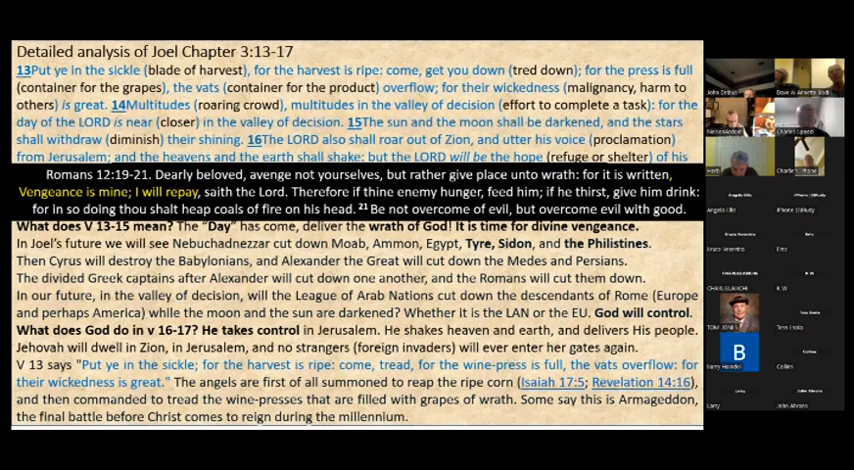 Detailed analysis of Joel Chapter 3:13-17
13Put ye in the sickle (blade of harvest), for the harvest is ripe: come, get you down (tred down); for the press is full
(container for the grapes), the vats (container for the product) overflow; for their wickedness (malignancy, harm to
others) is great. 14Multitudes (roaring crowd), multitudes in the valley of decision (effort to complete a task): for the
day of the LORD is near (closer) in the valley of decision. 15The sun and the moon shall be darkened, and the stars
shall withdraw (diminish) their shining. 16The LORD also shall roar out of Zion, and utter his voice (proclamation)
from Jerusalem; and the heavens and the earth shall shake: but the LORD will be the hope (refuge or shelter) of his
Romans 12:19-21. Dearly beloved, avenge not yourselves, but rather give place unto wrath: for it is written,
Vengeance is mine; I will repay, saith the Lord. Therefore if thine enemy hunger, feed him; if he thirst, give him drink:
for in so doing thou shalt heap coals of fire on his head. 21 Be not overcome of evil, but overcome evil with good.
What does V 13-15 mean? The "Day" has come, deliver the wrath of God! It is time for divine vengeance.
In Joel's future we will see Nebuchadnezzar cut down Moab, Ammon, Egypt, Tyre, Sidon, and the Philistines.
Then Cyrus will destroy the Babylonians, and Alexander the Great will cut down the Medes and Persians.
The divided Greek captains after Alexander will cut down one another, and the Romans will cut them down.
In our future, in the valley of decision, will the League of Arab Nations cut down the descendants of Rome (Europe
and perhaps America) while the moon and the sun are darkened? Whether it is the LAN or the EU. God will control.
What does God do in v 16-17? He takes control in Jerusalem. He shakes heaven and earth, and delivers His people.
Jehovah will dwell in Zion, in Jerusalem, and no strangers (foreign invaders) will ever enter her gates again.
V 13 says "Put ye in the sickle; for the harvest is ripe: come, tread, for the wine-press is full, the vats overflow: for
their wickedness is great." The angels are first of all summoned to reap the ripe corn (Isaiah 17:5; Revelation 14:16),
and then commanded to tread the wine-presses that are filled with grapes of wrath. Some say this is Armageddon,
the final battle before Christ comes to reign during the millennium.
John Dribus
Dave & Annette
Charles Speed
Herb
Angela Ellis
Angela Ellis
Eric
CHARLIELABICHE
K W
CHARLIELABICHE
K W
TOM JONES
B
Collins
Collins
Larry
John Ahrens
Larry
John Ahrens